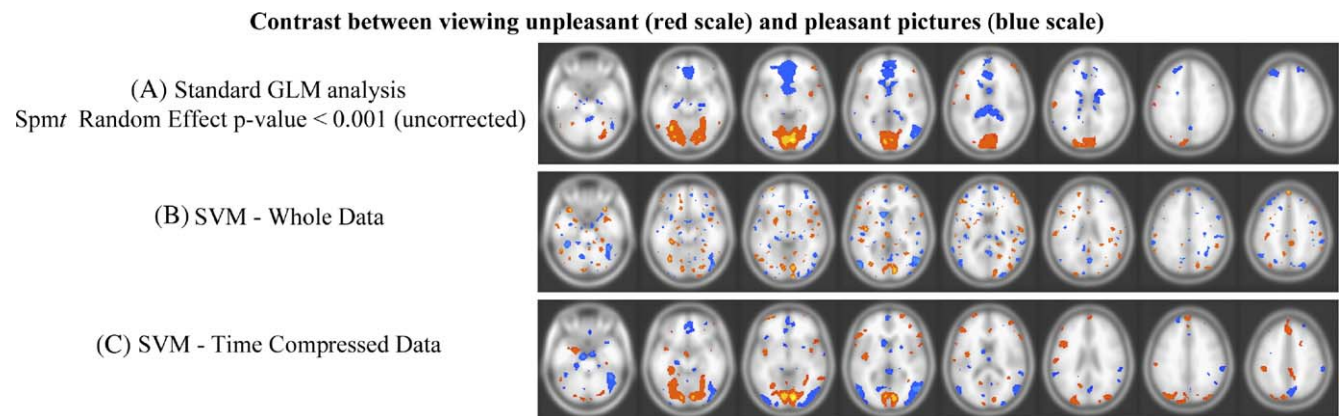 Contrast between viewing unpleasant (red scale) and pleasant pictures (blue scale)
(A) Standard GLM analysis
Spmt Random Effect p-value < 0.001 (uncorrected)
(B) SVM - Whole Data
(C) SVM - Time Compressed Data